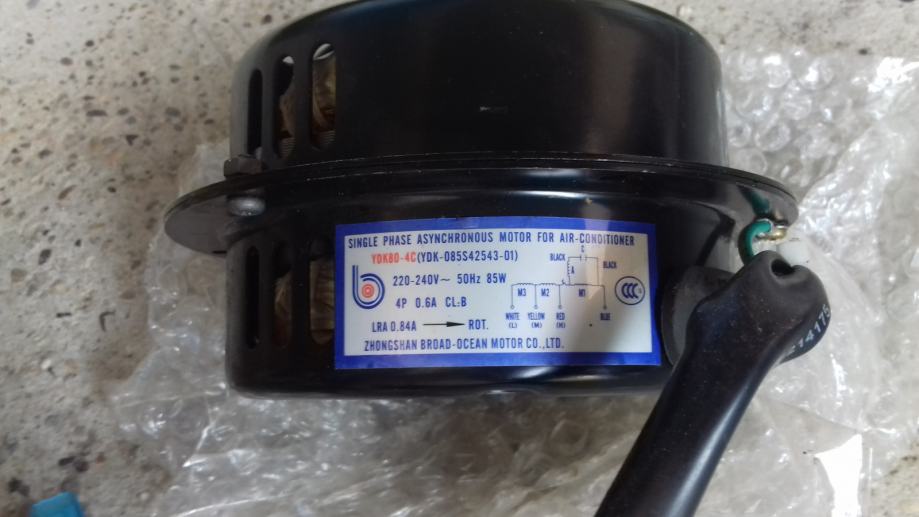 SINGLE PHASE ASYNCHRONOUS MOTOR FOR AIR-CONDITIONER
YDK80-4C(YDK-085S42543-01)
220-240V~ 50Hz 85W
4P 0.6A CL:B
LRA 0.84A ROT.
ZHONGSHAN BROAD-OCEAN MOTOR CO.,LTD.
C
BLACK
BLACK
A
M3 M2 M1
WHITE YELLOW RED BLUE
(L) (M) (H)
CCC
214175